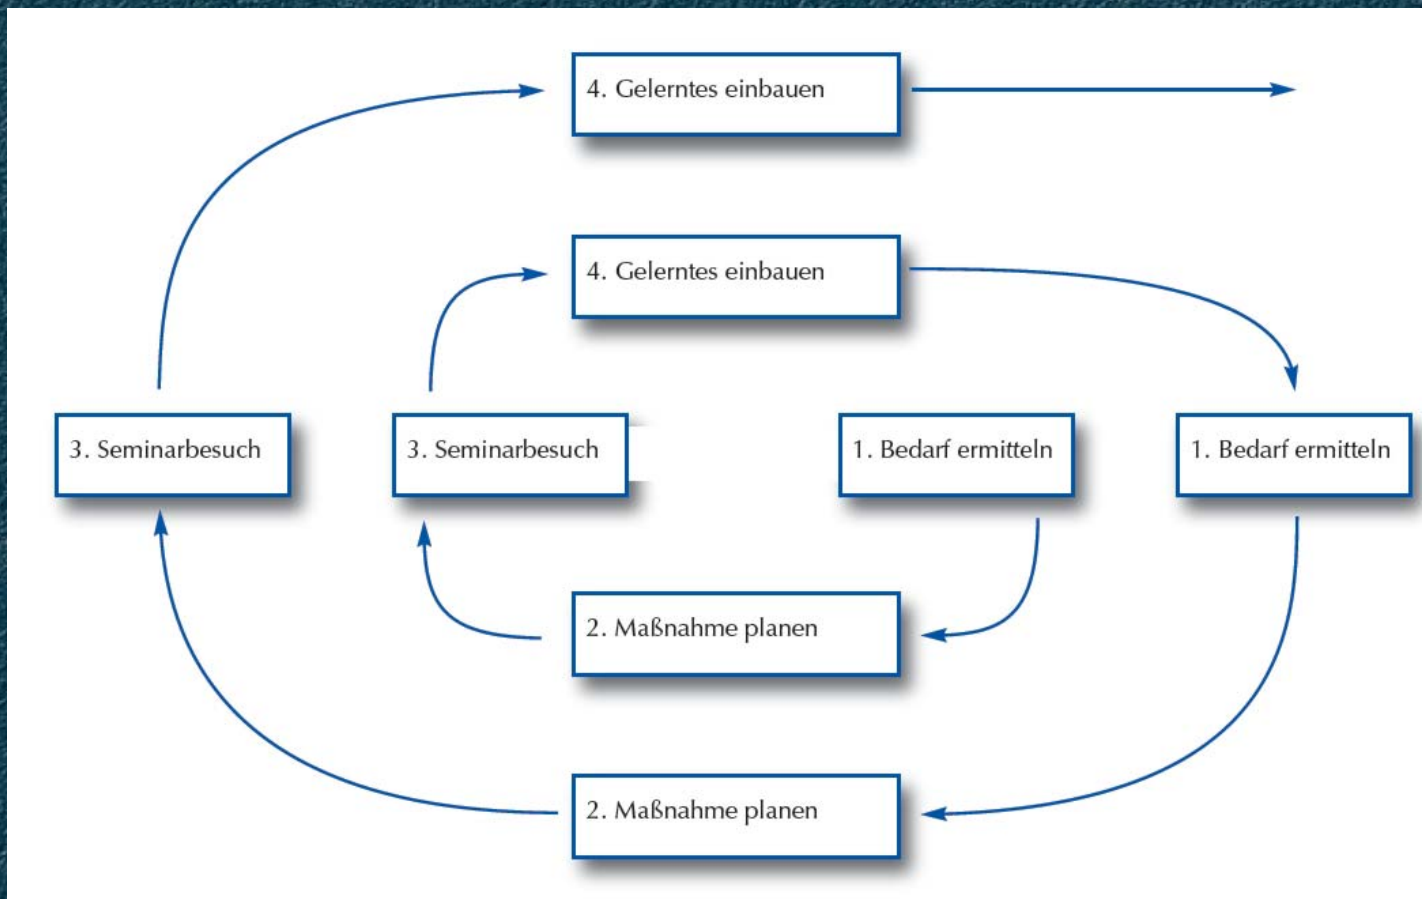 4. Gelerntes einbauen
4. Gelerntes einbauen
3. Seminarbesuch
3. Seminarbesuch
1. Bedarf ermitteln
1. Bedarf ermitteln
2. Maßnahme planen
2. Maßnahme planen